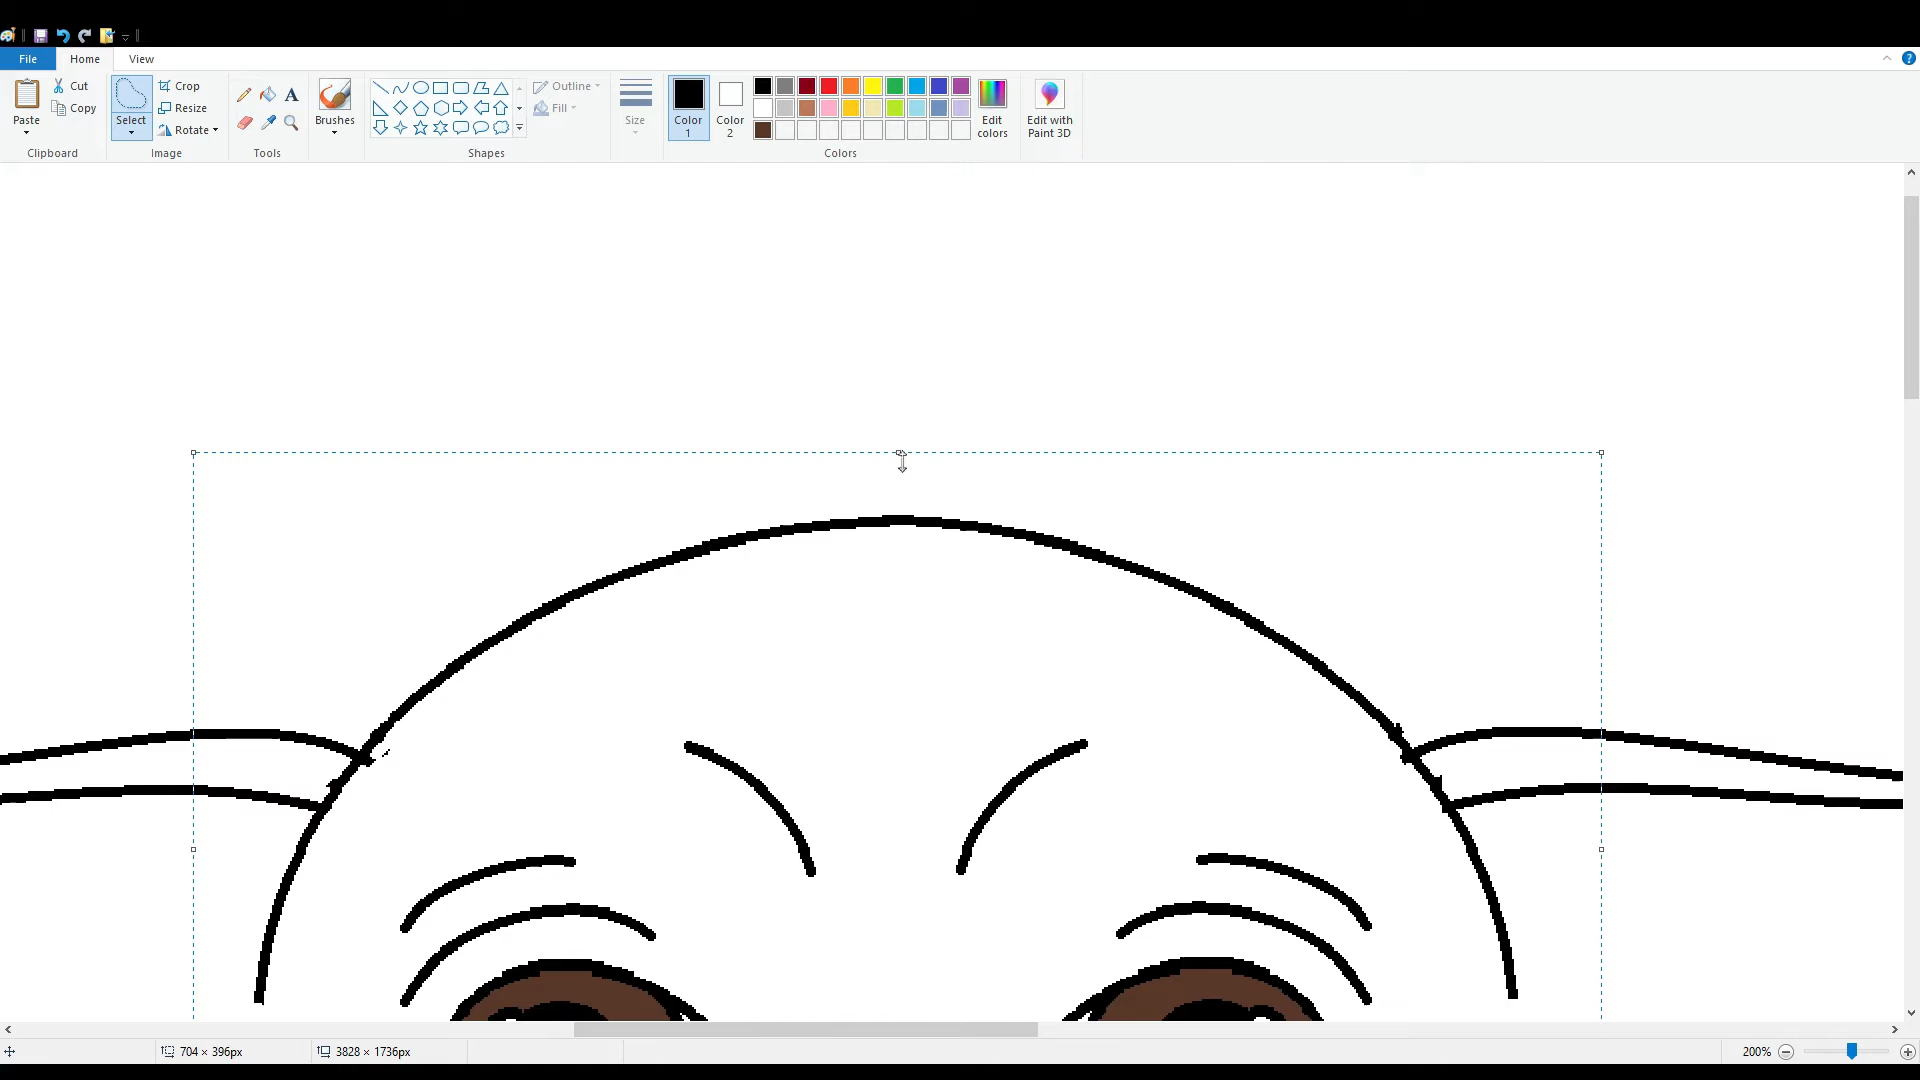 File Home View
Paste
Cut
Copy
Clipboard
Select
Crop
Resize
Rotate
Image
A
Tools
Brushes
Shapes
Outline
Fill
Size
Color
1
Color
2
Edit
colors
Colors
Edit with
Paint 3D
?
704 × 396px 3828 × 1736px 200%